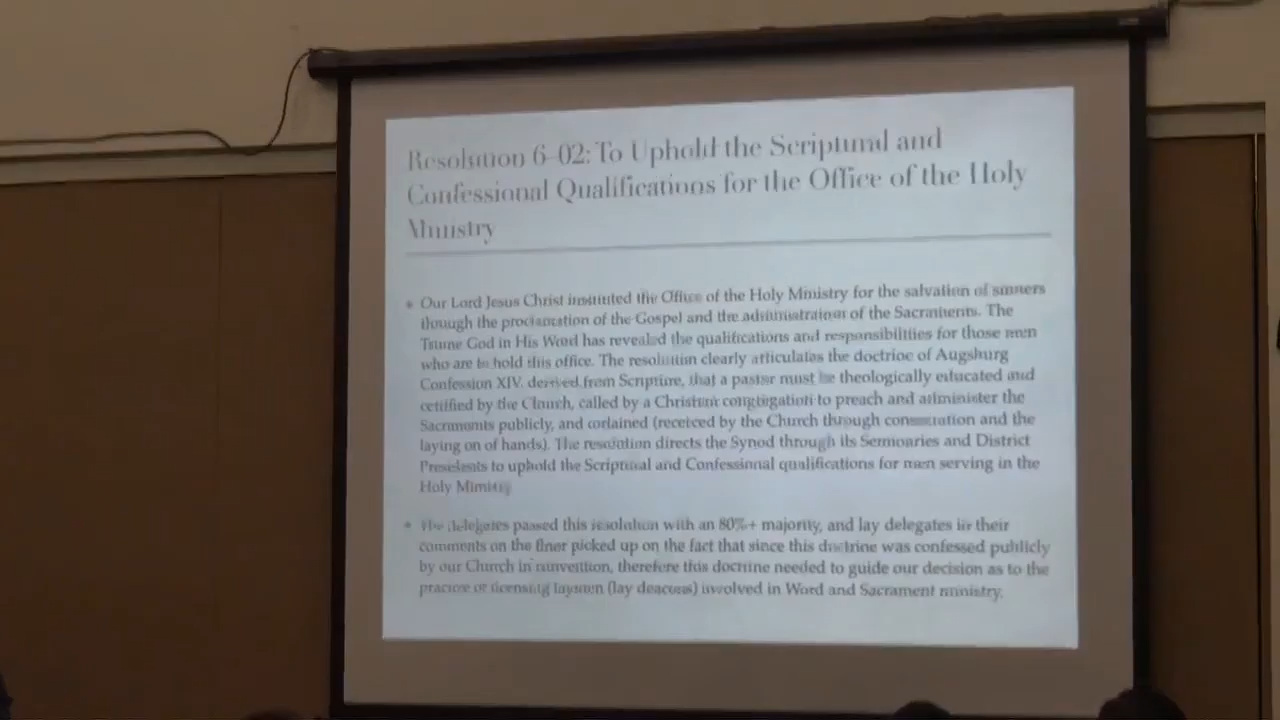 Resolution 6-02: To Uphold the Scriptural and
Confessional Qualifications for the Office of the Holy
Ministry
Our Lord Jesus Christ instituted the Office of the Holy Ministry for the salvation of sinners
through the proclamation of the Gospel and the administration of the Sacraments. The
Triune God in His Word has revealed the qualifications and responsibilities for those men
who are to hold this office. The resolution clearly articulates the doctrine of Augsburg
Confession XIV, derived from Scripture, that a pastor must be theologically educated and
certified by the Church, called by a Christian congregation to preach and administer the
Sacraments publicly, and ordained (received by the Church through consecration and the
laying on of hands). The resolution directs the Synod through its Seminaries and District
Presidents to uphold the Scriptural and Confessional qualifications for men serving in the
Holy Ministry
The delegates passed this resolution with an 80%+ majority, and lay delegates in their
comments on the floor picked up on the fact that since this doctrine was confessed publicly
by our Church in convention, therefore this doctrine needed to guide our decision as to the
practice of licensing laymen (lay deacons) involved in Word and Sacrament ministry.